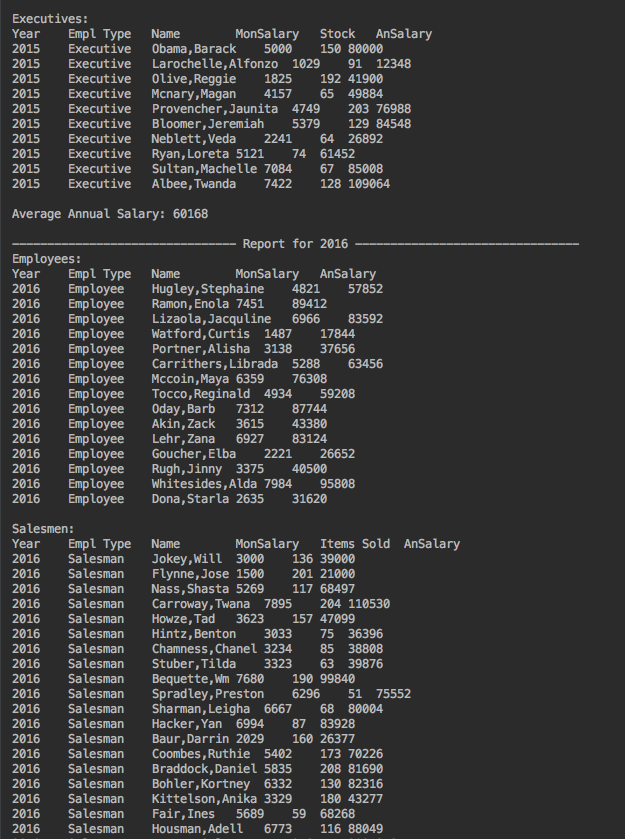 Executives:
Year Empl Type Name MonSalary Stock AnSalary
2015 Executive Obama,Barack 5000 150 80000
2015 Executive Larochelle,Alfonzo 1029 91 12348
2015 Executive Olive,Reggie 1825 192 41900
2015 Executive Mcnary,Magan 4157 65 49884
2015 Executive Provencher,Jaunita 4749 203 76988
2015 Executive Bloomer,Jeremiah 5379 129 84548
2015 Executive Neblett,Veda 2241 64 26892
2015 Executive Ryan,Loreta 5121 74 61452
2015 Executive Sultan,Machelle 7084 67 85008
2015 Executive Albee,Twanda 7422 128 109064
Average Annual Salary: 60168
-------------------------------- Report for 2016 --------------------------------
Employees:
Year Empl Type Name MonSalary AnSalary
2016 Employee Hugley,Stephaine 4821 57852
2016 Employee Ramon,Enola 7451 89412
2016 Employee Lizaola,Jacquline 6966 83592
2016 Employee Watford,Curtis 1487 17844
2016 Employee Portner,Alisha 3138 37656
2016 Employee Carrithers,Librada 5288 63456
2016 Employee Mccoin,Maya 6359 76308
2016 Employee Tocco,Reginald 4934 59208
2016 Employee Oday,Barb 7312 87744
2016 Employee Akin,Zack 3615 43380
2016 Employee Lehr,Zana 6927 83124
2016 Employee Goucher,Elba 2221 26652
2016 Employee Rugh,Jinny 3375 40500
2016 Employee Whitesides,Alda 7984 95808
2016 Employee Dona,Starla 2635 31620
Salesmen:
Year Empl Type Name MonSalary Items Sold AnSalary
2016 Salesman Jokey,Will 3000 136 39000
2016 Salesman Flynne,Jose 1500 201 21000
2016 Salesman Nass,Shasta 5269 117 68497
2016 Salesman Carroway,Twana 7895 204 110530
2016 Salesman Howze,Tad 3623 157 47099
2016 Salesman Hintz,Benton 3033 75 36396
2016 Salesman Chamness,Chanel 3234 85 38808
2016 Salesman Stuber,Tilda 3323 63 39876
2016 Salesman Bequette,Wm 7680 190 99840
2016 Salesman Spradley,Preston 6296 51 75552
2016 Salesman Sharman,Leigha 6667 68 80004
2016 Salesman Hacker,Yan 6994 87 83928
2016 Salesman Baur,Darrin 2029 160 26377
2016 Salesman Coombes,Ruthie 5402 173 70226
2016 Salesman Braddock,Daniel 5835 208 81690
2016 Salesman Bohler,Kortney 6332 130 82316
2016 Salesman Kittelson,Anika 3329 180 43277
2016 Salesman Fair,Ines 5689 59 68268
2016 Salesman Housman,Adell 6773 116 88049